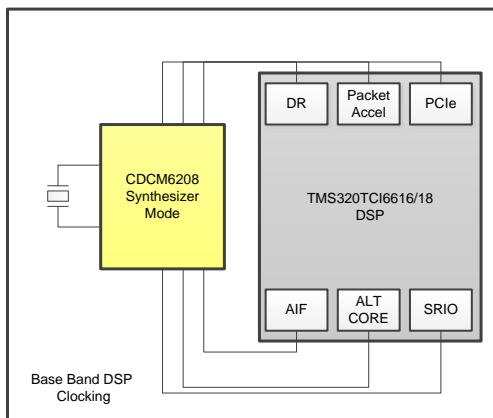 DR
Packet
Accel
PCIe
CDCM6208
Synthesizer
Mode
TMS320TCI6616/18
DSP
AIF
ALT
CORE
SRIO
Base Band DSP
Clocking